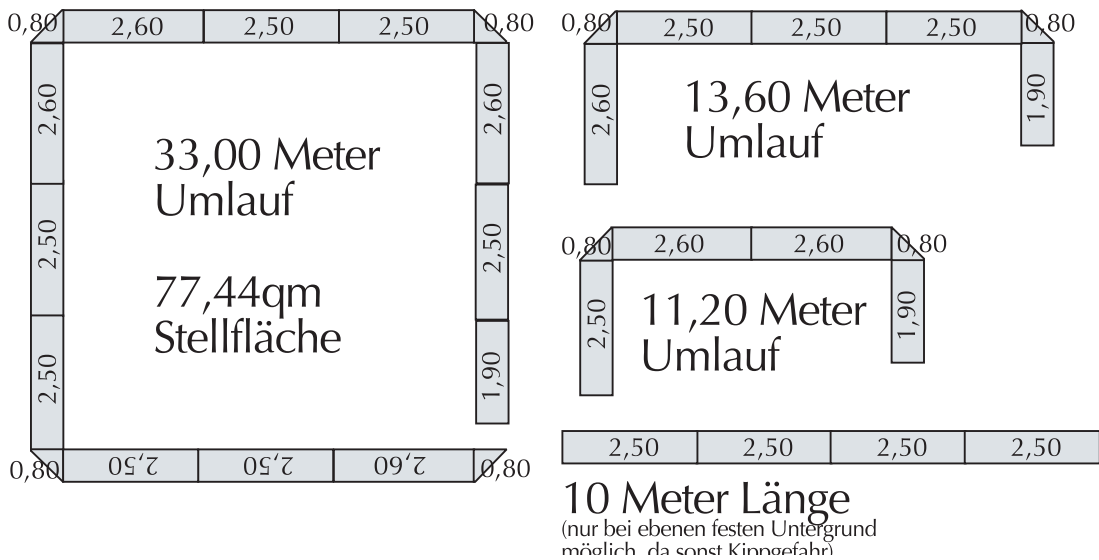 0,80 2,60 2,50 2,50 0,80
2,60 2,60
33,00 Meter
Umlauf
2,50 2,50
77,44qm
Stellfläche
2,50 1,90
0,80 2,50 2,50 2,60 0,80
0,80 2,50 2,50 2,50 0,80
2,60 1,90
13,60 Meter
Umlauf
0,80 2,60 2,60 0,80
2,50 1,90
11,20 Meter
Umlauf
2,50 2,50 2,50 2,50
10 Meter Länge
(nur bei ebenen festen Untergrund
möglich, da sonst Kippgefahr)